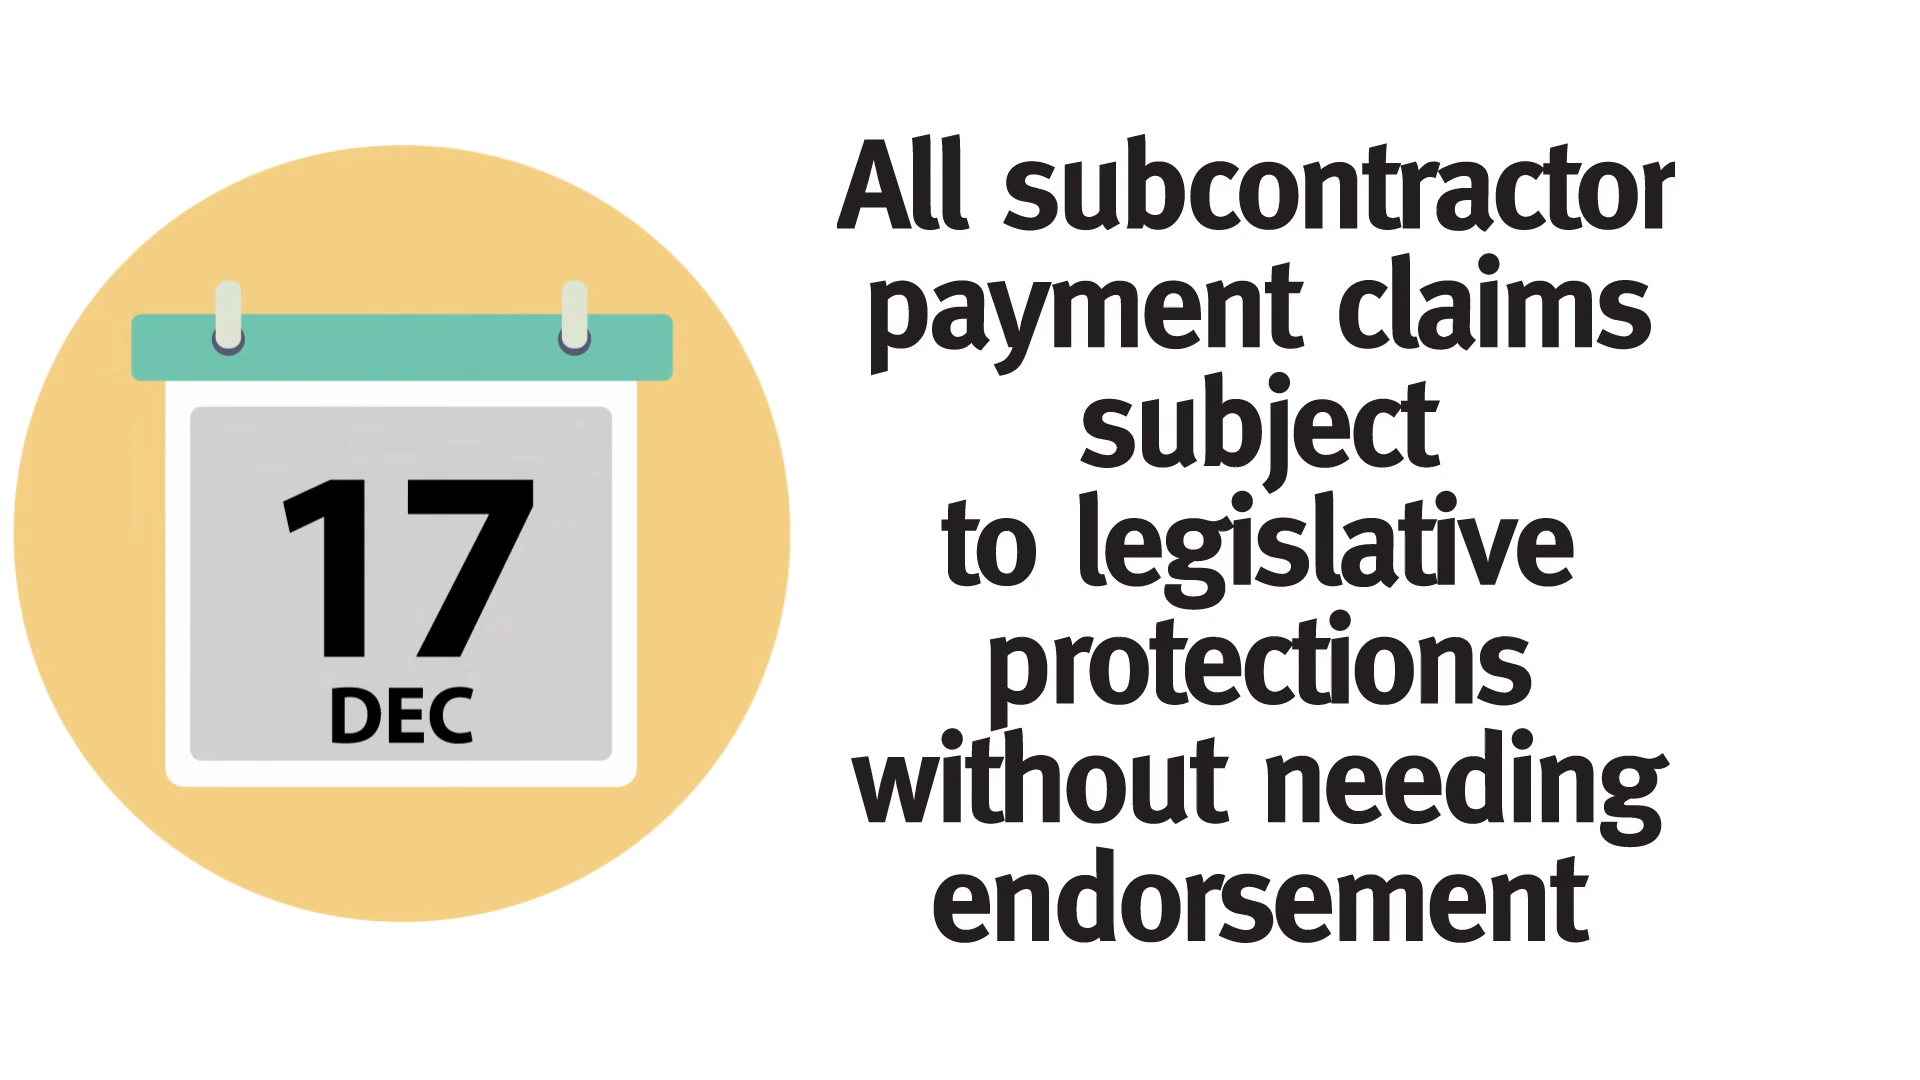 17
DEC
All subcontractor
payment claims
subject
to legislative
protections
without needing
endorsement